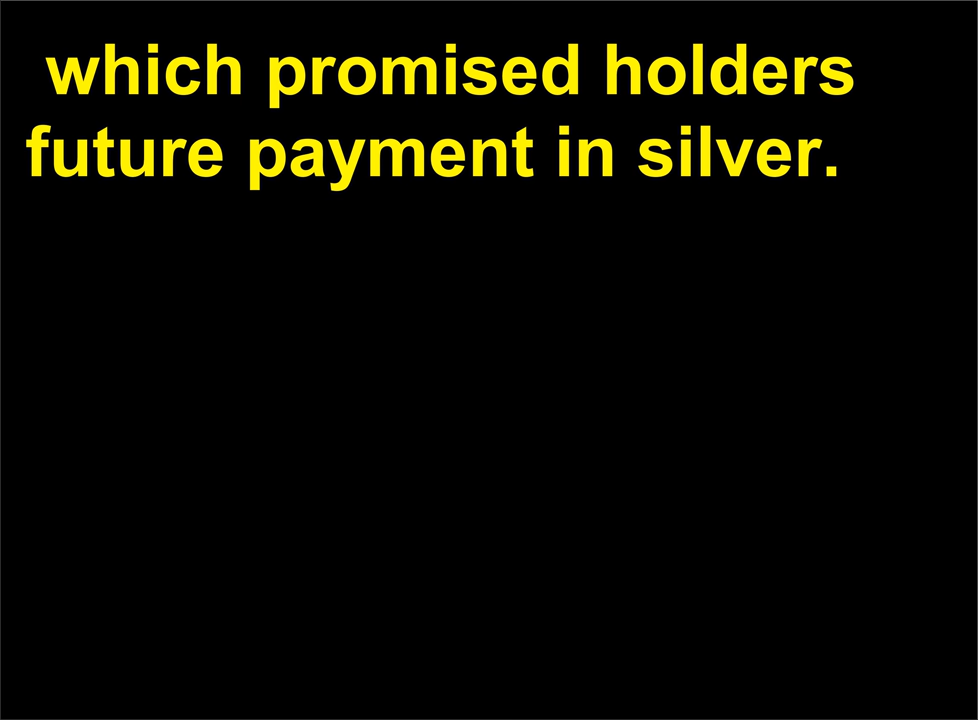 which promised holders
future payment in silver.